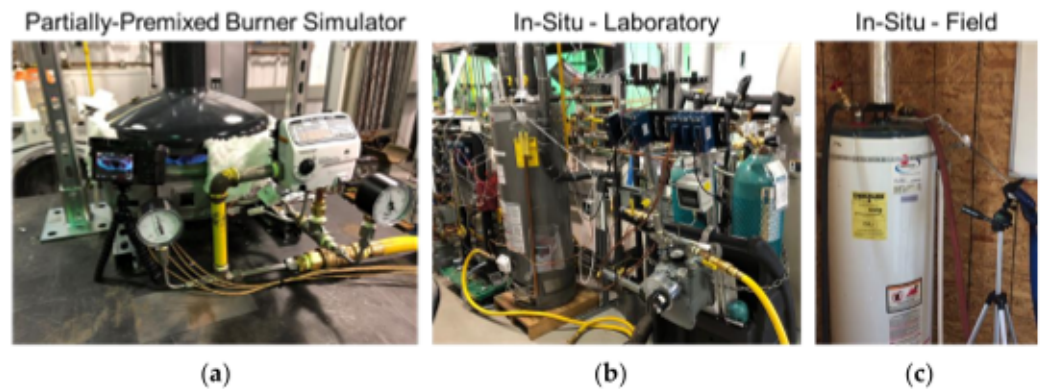 Partially-Premixed Burner Simulator
In-Situ - Laboratory
In-Situ - Field
(a)
(b)
(c)